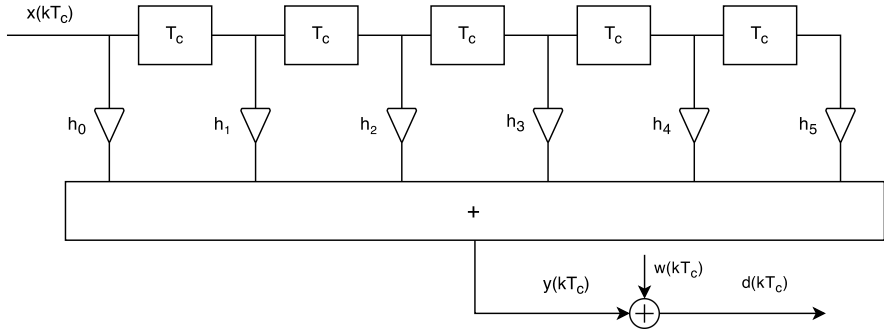 x(kT_c)
T_c T_c T_c T_c T_c
h_0 h_1 h_2 h_3 h_4 h_5
+
y(kT_c) w(kT_c) d(kT_c)